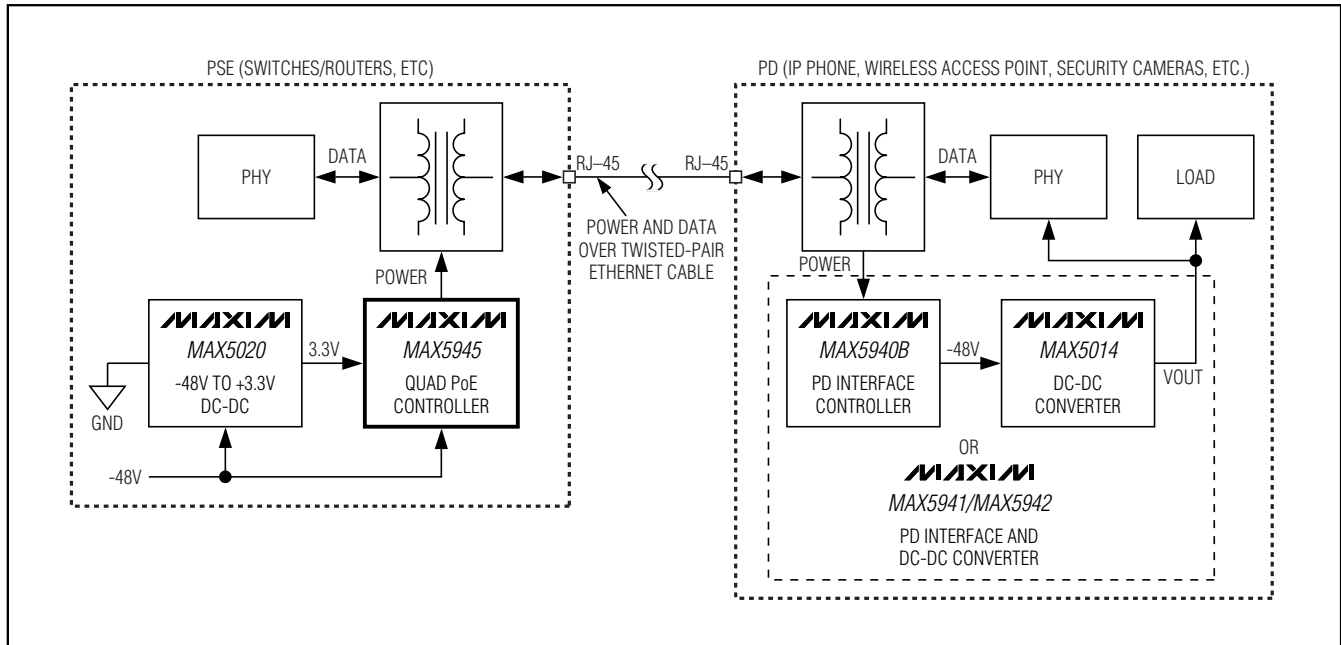 PSE (SWITCHES/ROUTERS, ETC)
PHY
DATA
POWER
MAXIM
MAX5020
-48V TO +3.3V
DC-DC
3.3V
MAXIM
MAX5945
QUAD PoE
CONTROLLER
GND
-48V
RJ–45
RJ–45
POWER AND DATA
OVER TWISTED-PAIR
ETHERNET CABLE
PD (IP PHONE, WIRELESS ACCESS POINT, SECURITY CAMERAS, ETC.)
DATA
PHY
LOAD
POWER
MAXIM
MAX5940B
PD INTERFACE
CONTROLLER
-48V
MAXIM
MAX5014
DC-DC
CONVERTER
VOUT
OR
MAXIM
MAX5941/MAX5942
PD INTERFACE AND
DC-DC CONVERTER